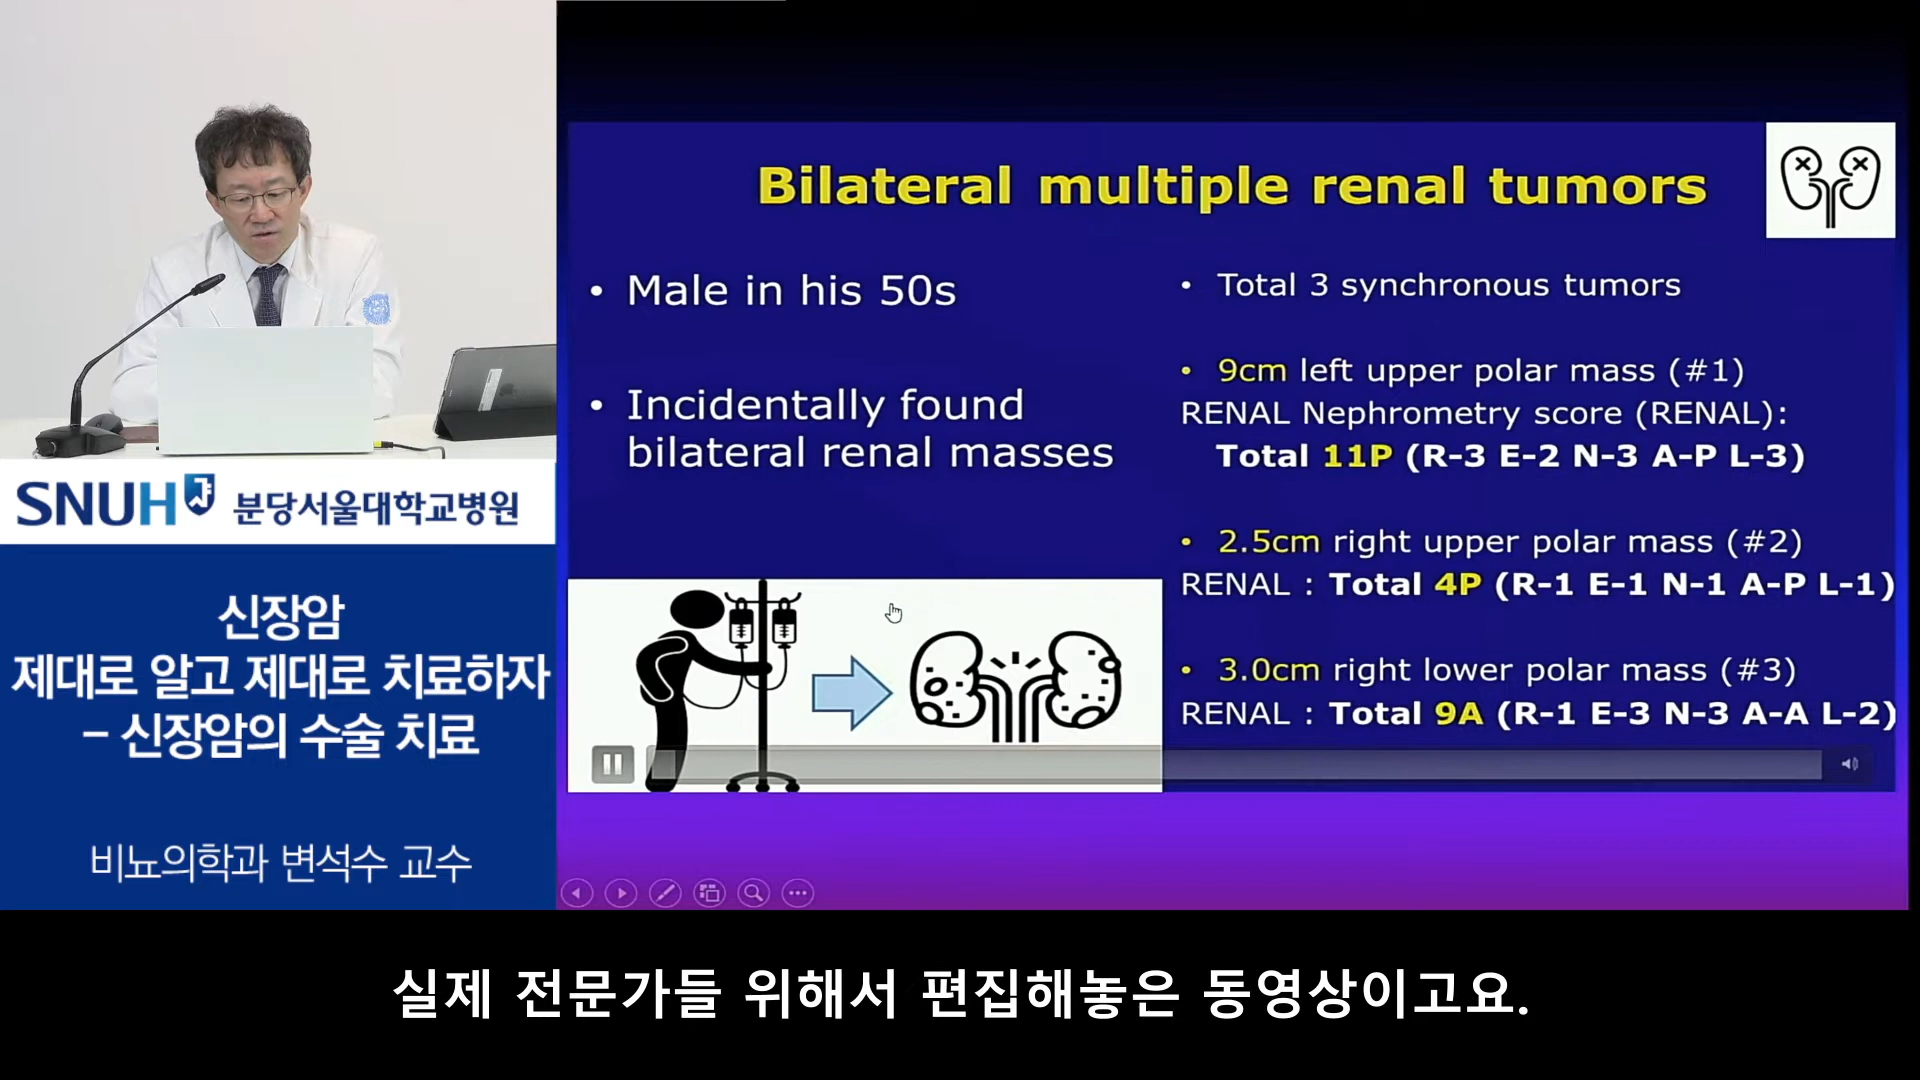 SNUH 분당서울대학교병원
신장암
제대로 알고 제대로 치료하자
- 신장암의 수술 치료
비뇨의학과 변석수 교수
Bilateral multiple renal tumors
• Male in his 50s
• Incidentally found
bilateral renal masses
• Total 3 synchronous tumors
• 9cm left upper polar mass (#1)
RENAL Nephrometry score (RENAL):
Total 11P (R-3 E-2 N-3 A-P L-3)
• 2.5cm right upper polar mass (#2)
RENAL : Total 4P (R-1 E-1 N-1 A-P L-1)
• 3.0cm right lower polar mass (#3)
RENAL : Total 9A (R-1 E-3 N-3 A-A L-2)
실제 전문가들 위해서 편집해놓은 동영상이고요.